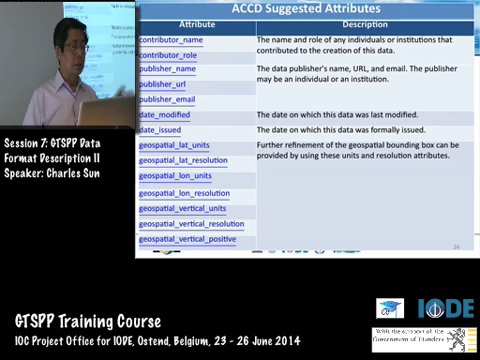 ACCD Suggested Attributes
Attribute
Description
contributor_name
The name and role of any individuals or institutions that
contributed to the creation of this data.
contributor_role
publisher_name
The data publisher's name, URL, and email. The publisher
may be an individual or an institution.
publisher_url
publisher_email
date_modified
The date on which this data was last modified.
date_issued
The date on which this data was formally issued.
geospatial_lat_units
Further refinement of the geospatial bounding box can be
provided by using these units and resolution attributes.
geospatial_lat_resolution
geospatial_lon_units
geospatial_lon_resolution
geospatial_vertical_units
geospatial_vertical_resolution
geospatial_vertical_positive
24
Session 7: GTSPP Data
Format Description II
Speaker: Charles Sun
GTSPP Training Course
IOC Project Office for IODE, Ostend, Belgium, 23 - 26 June 2014
IODE
With the support of the
Government of Flanders